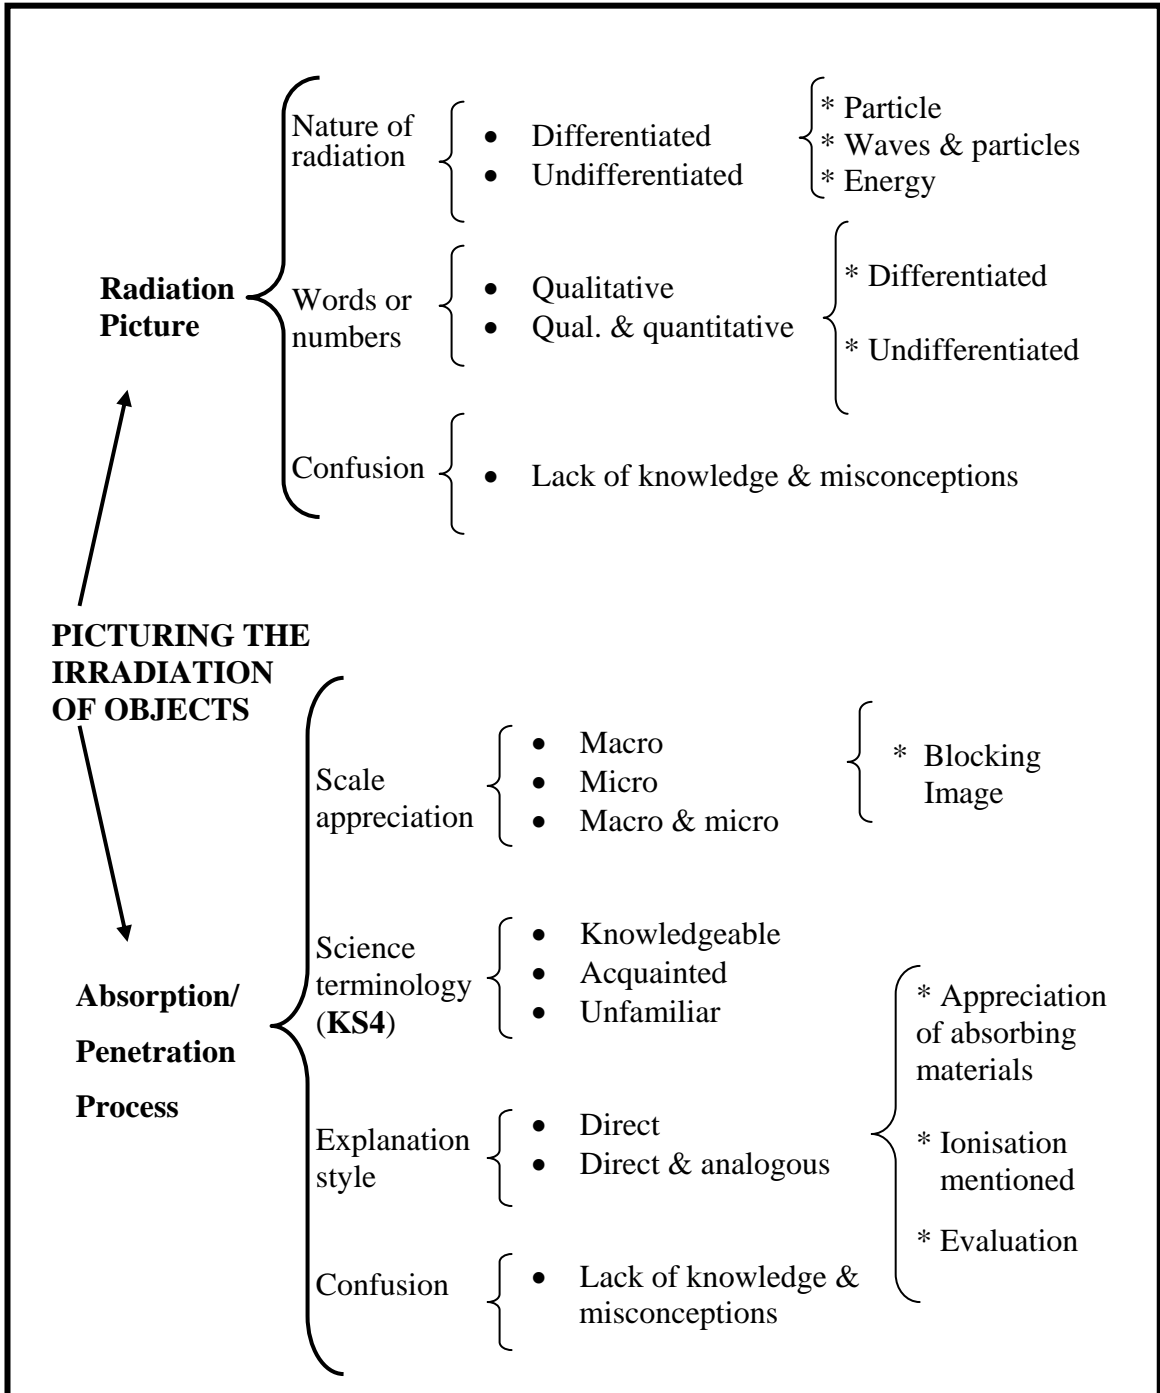 Nature of
radiation
• Differentiated
• Undifferentiated
* Particle
* Waves & particles
* Energy
Radiation
Picture
Words or
numbers
• Qualitative
• Qual. & quantitative
* Differentiated
* Undifferentiated
Confusion
• Lack of knowledge & misconceptions
PICTURING THE
IRRADIATION
OF OBJECTS
Scale
appreciation
• Macro
• Micro
• Macro & micro
* Blocking
Image
Absorption/
Penetration
Process
Science
terminology
(KS4)
• Knowledgeable
• Acquainted
• Unfamiliar
Explanation
style
• Direct
• Direct & analogous
* Appreciation
of absorbing
materials
* Ionisation
mentioned
* Evaluation
Confusion
• Lack of knowledge &
misconceptions